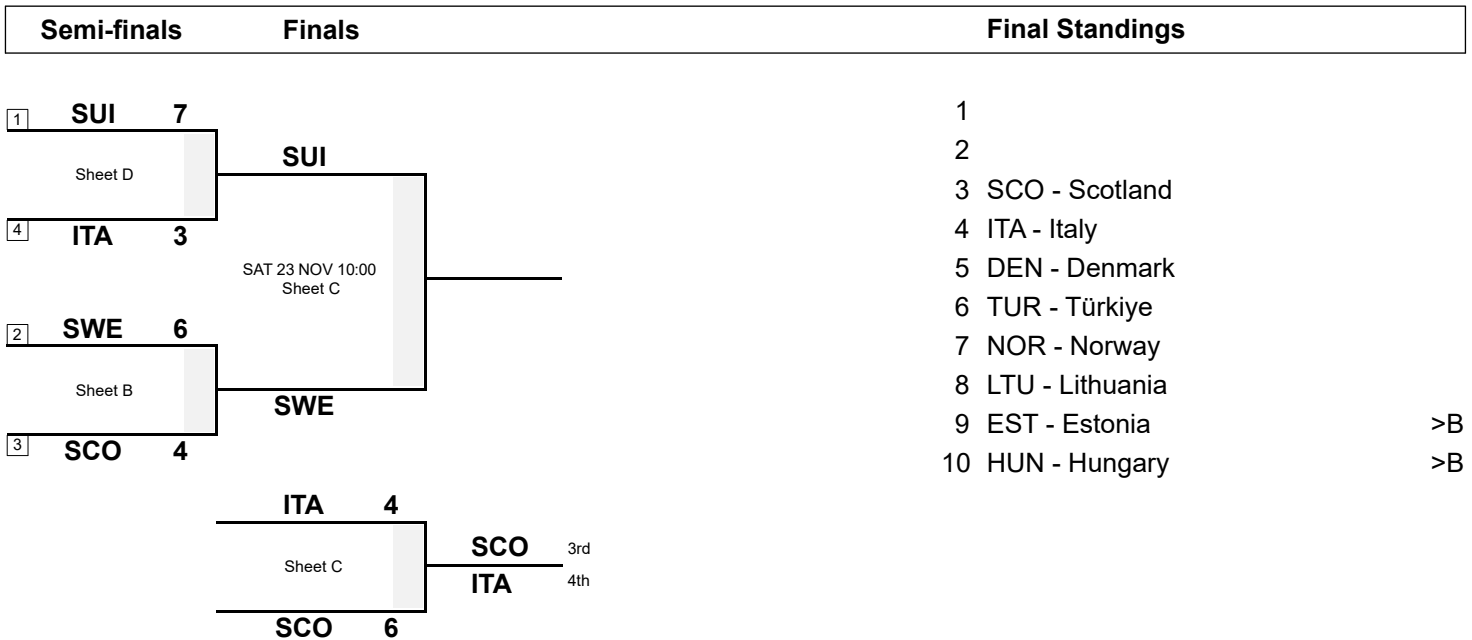 Semi-finals Finals Final Standings
1 SUI 7
Sheet D
4 ITA 3
SUI
SAT 23 NOV 10:00
Sheet C
2 SWE 6
Sheet B
3 SCO 4
SWE
ITA 4
Sheet C
SCO 6
SCO 3rd
ITA 4th
1
2
3 SCO - Scotland
4 ITA - Italy
5 DEN - Denmark
6 TUR - Türkiye
7 NOR - Norway
8 LTU - Lithuania
9 EST - Estonia >B
10 HUN - Hungary >B